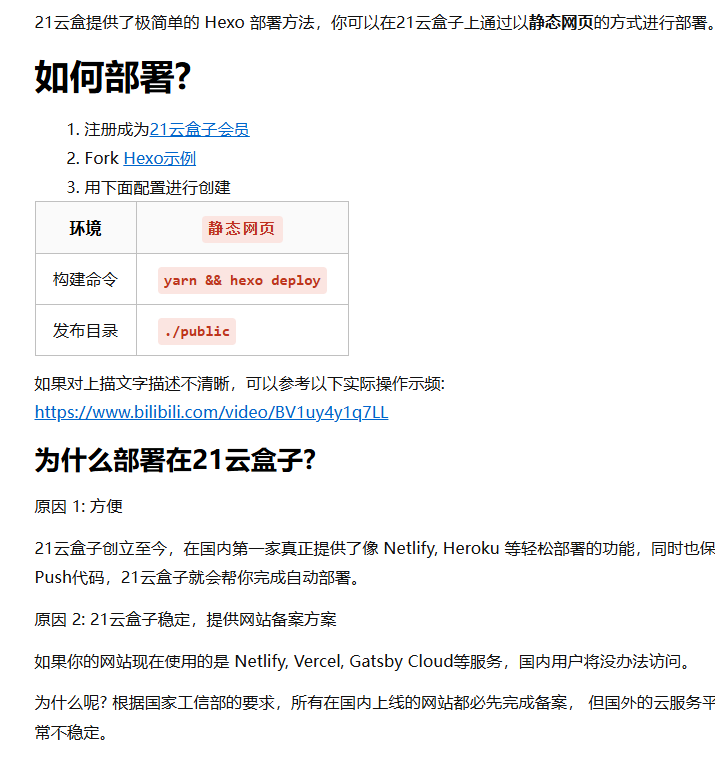 21云盒提供了极简单的 Hexo 部署方法，你可以在21云盒子上通过以静态网页的方式进行部署。
如何部署?
1. 注册成为21云盒子会员
2. Fork Hexo示例
3. 用下面配置进行创建
环境 静态网页
构建命令 yarn && hexo deploy
发布目录 ./public
如果对上描文字描述不清晰，可以参考以下实际操作示频:
https://www.bilibili.com/video/BV1uy4y1q7LL
为什么部署在21云盒子?
原因 1: 方便
21云盒子创立至今，在国内第一家真正提供了像 Netlify, Heroku 等轻松部署的功能，同时也保
Push代码，21云盒子就会帮你完成自动部署。
原因 2: 21云盒子稳定，提供网站备案方案
如果你的网站现在使用的是 Netlify, Vercel, Gatsby Cloud等服务，国内用户将没办法访问。
为什么呢? 根据国家工信部的要求，所有在国内上线的网站都必先完成备案， 但国外的云服务平
常不稳定。